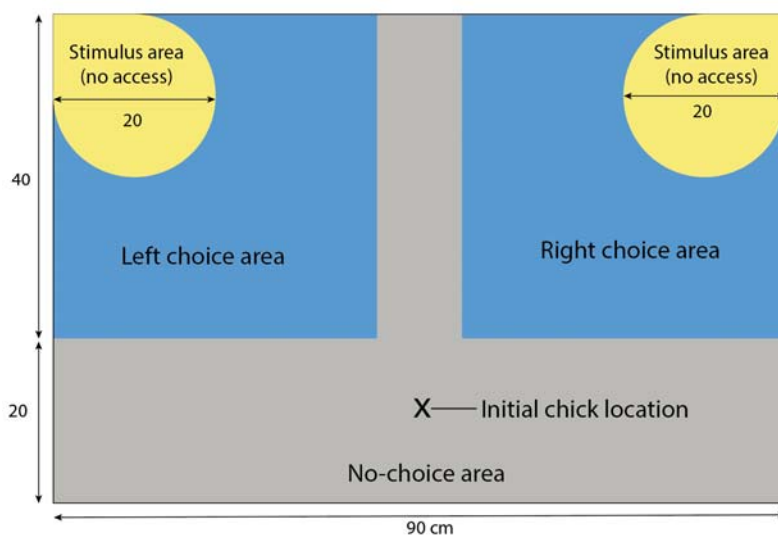 Stimulus area
(no access)
20
Stimulus area
(no access)
20
40
Left choice area
Right choice area
20
X
Initial chick location
No-choice area
90 cm